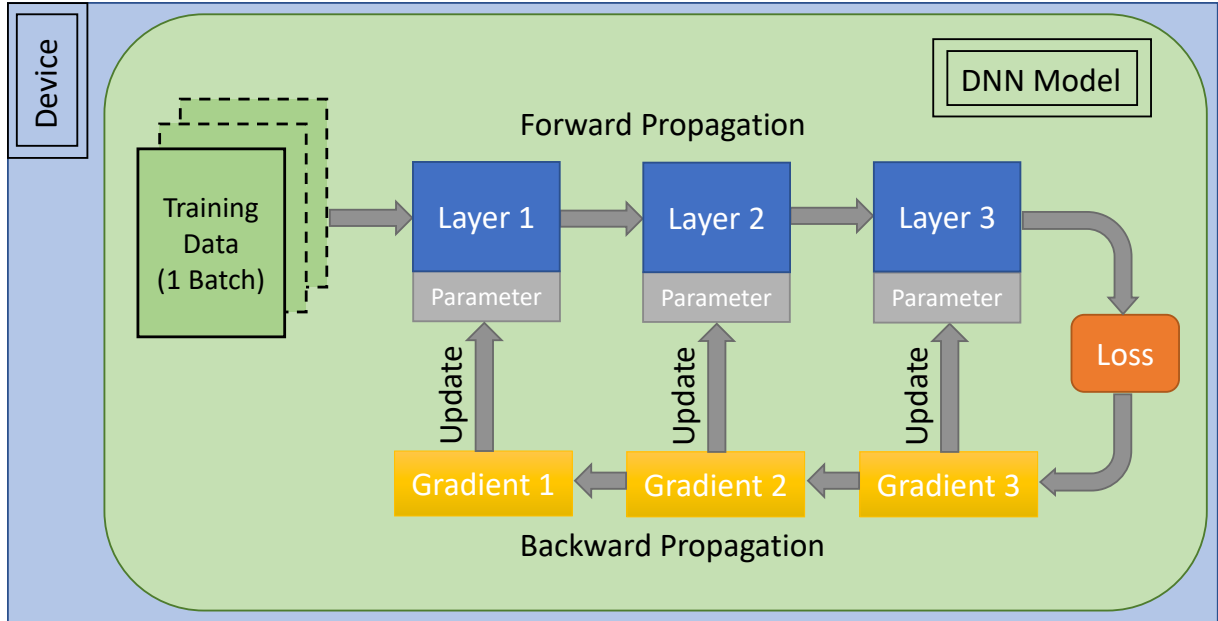 Device
DNN Model
Forward Propagation
Training
Data
(1 Batch)
Layer 1
Layer 2
Layer 3
Parameter
Parameter
Parameter
Loss
Update
Update
Update
Gradient 1
Gradient 2
Gradient 3
Backward Propagation